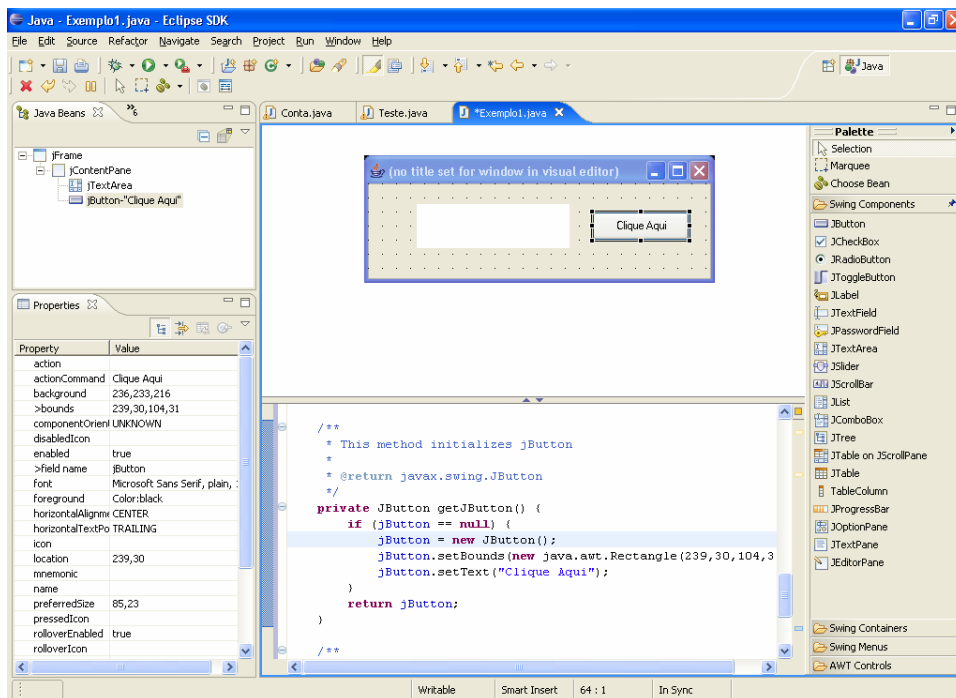 Java - Exemplo1.java - Eclipse SDK
File Edit Source Refactor Navigate Search Project Run Window Help
Java
Java Beans
»6
jFrame
jContentPane
jTextArea
jButton-"Clique Aqui"
Properties
Property Value
action
actionCommand Clique Aqui
background 236,233,216
>bounds 239,30,104,31
componentOrient UNKNOWN
disabledIcon
enabled true
>field name jButton
font Microsoft Sans Serif, plain, :
foreground Color:black
horizontalAlignme CENTER
horizontalTextPo TRAILING
icon
location 239,30
mnemonic
name
preferredSize 85,23
pressedIcon
rolloverEnabled true
rolloverIcon
Conta.java Teste.java *Exemplo1.java
(no title set for window in visual editor)
Clique Aqui
/**
* This method initializes jButton
*
* @return javax.swing.JButton
*/
private JButton getJButton() {
if (jButton == null) {
jButton = new JButton();
jButton.setBounds(new java.awt.Rectangle(239,30,104,3
jButton.setText("Clique Aqui");
}
return jButton;
}
/**
Palette
Selection
Marquee
Choose Bean
Swing Components
JButton
JCheckBox
JRadioButton
JToggleButton
JLabel
JTextField
JPasswordField
JTextArea
JSlider
JScrollBar
JList
JComboBox
JTree
JTable on JScrollPane
JTable
TableColumn
JProgressBar
JOptionPane
JTextPane
JEditorPane
Swing Containers
Swing Menus
AWT Controls
Writable Smart Insert 64 : 1 In Sync